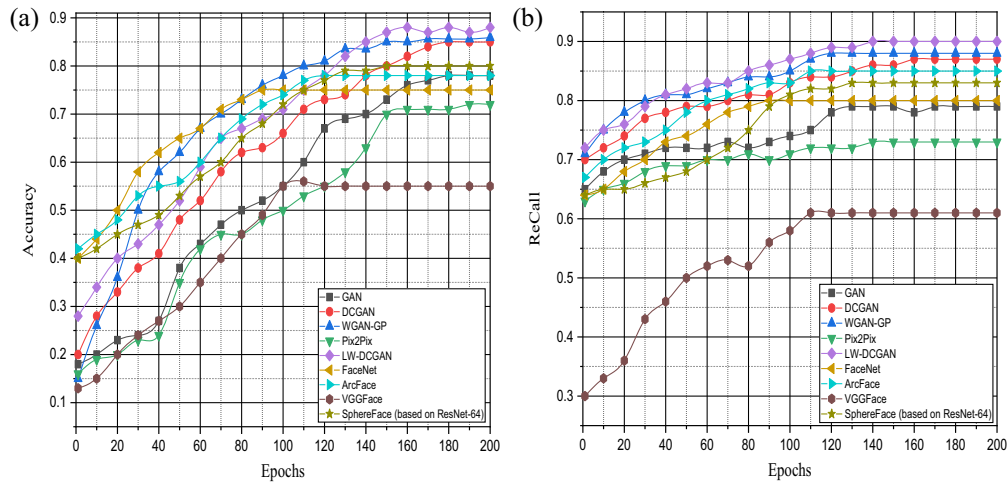 (a)
0.9
0.8
0.7
0.6
0.5
0.4
0.3
0.2
0.1
Accuracy
GAN
DCGAN
WGAN-GP
Pix2Pix
LW-DCGAN
FaceNet
ArcFace
VGGFace
SphereFace (based on ResNet-64)
0 20 40 60 80 100 120 140 160 180 200
Epochs
(b)
0.9
0.8
0.7
0.6
0.5
0.4
0.3
ReCall
GAN
DCGAN
WGAN-GP
Pix2Pix
LW-DCGAN
FaceNet
ArcFace
VGGFace
SphereFace (based on ResNet-64)
0 20 40 60 80 100 120 140 160 180 200
Epochs